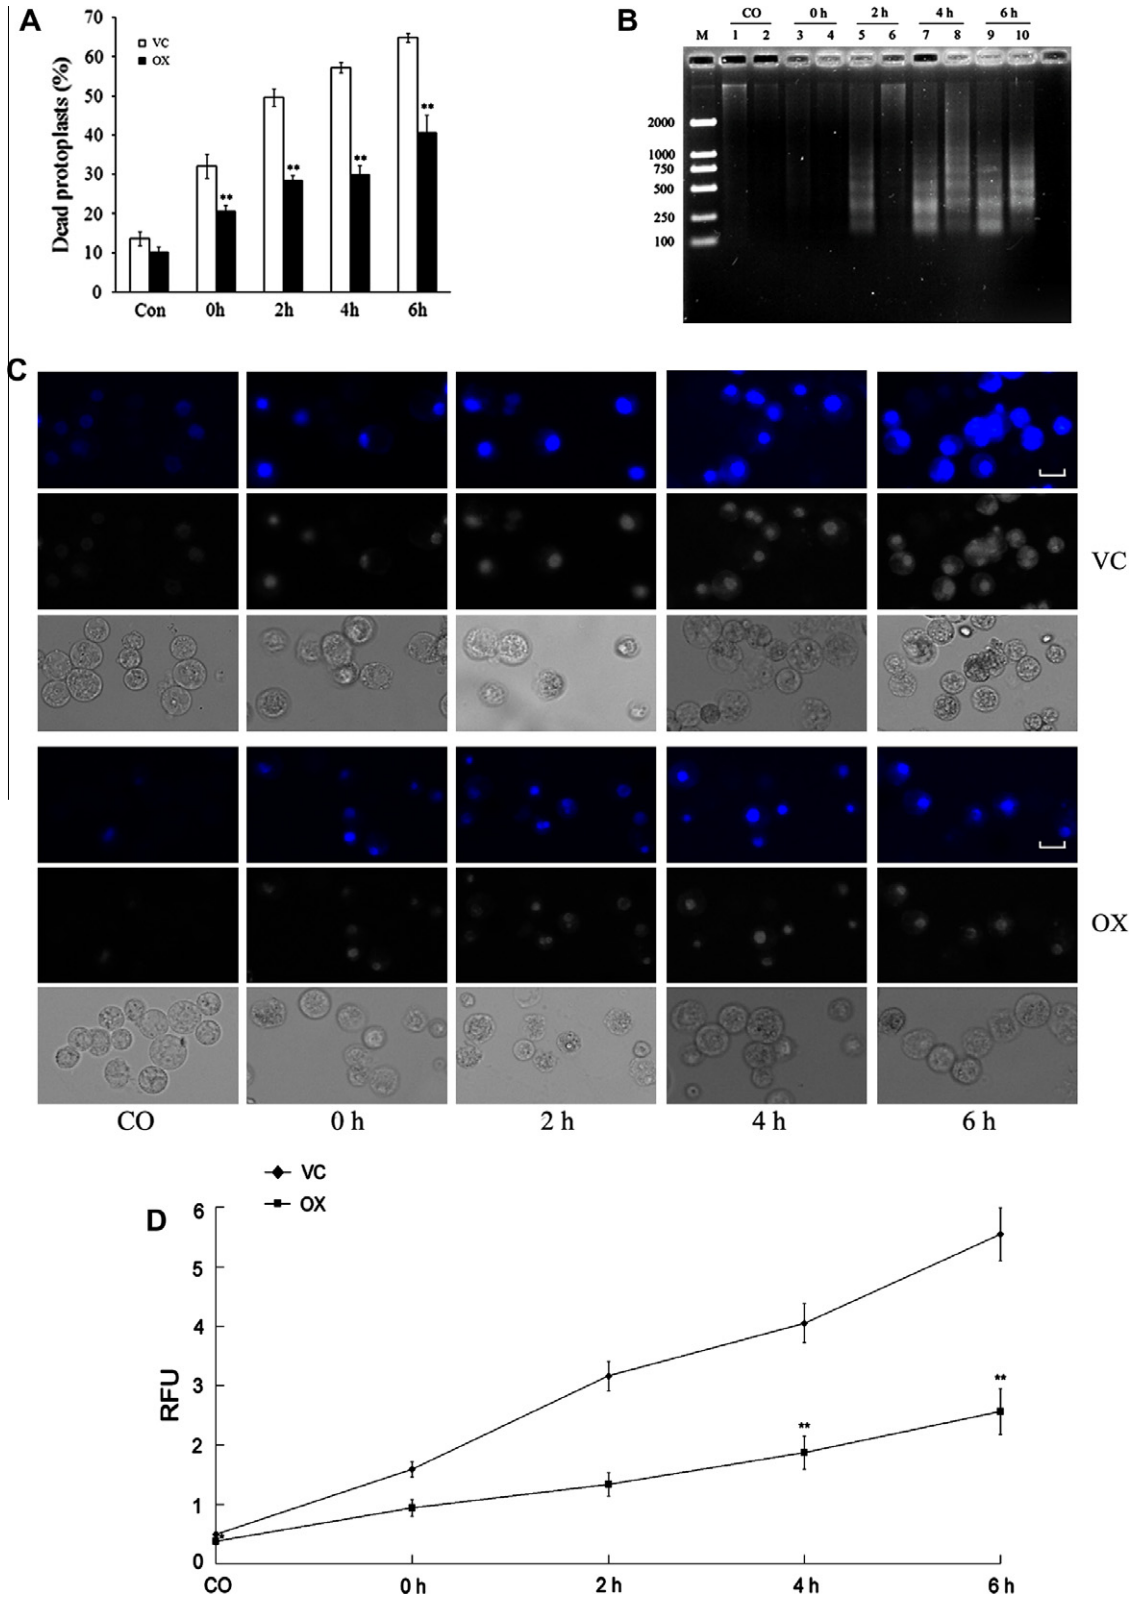 A
70
60
50
40
30
20
10
0
Dead protoplasts (%)
VC
OX
**
**
**
**
Con 0h 2h 4h 6h
B
CO 0 h 2 h 4 h 6 h
M 1 2 3 4 5 6 7 8 9 10
2000
1000
750
500
250
100
C
VC
OX
CO 0 h 2 h 4 h 6 h
VC
OX
D
6
5
4
3
2
1
0
RFU
**
**
CO 0 h 2 h 4 h 6 h